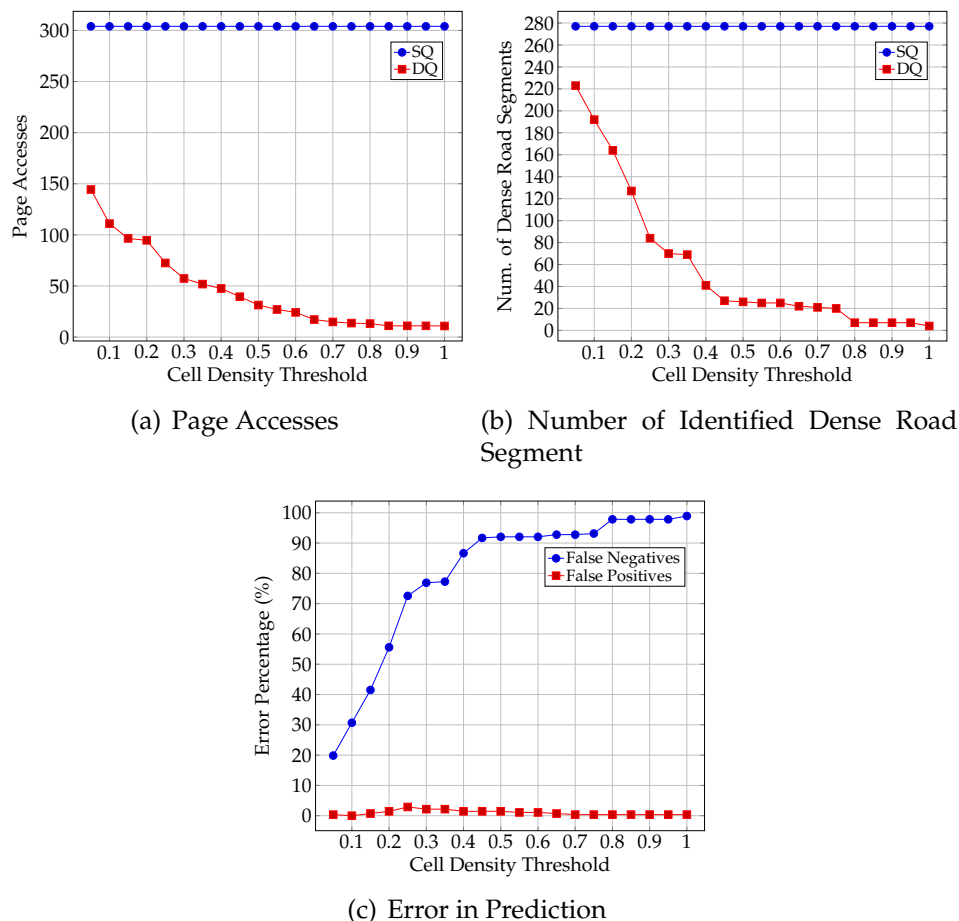 300
250
200
150
100
50
0
Page Accesses
SQ
DQ
0.1 0.2 0.3 0.4 0.5 0.6 0.7 0.8 0.9 1
Cell Density Threshold
(a) Page Accesses
280
260
240
220
200
180
160
140
120
100
80
60
40
20
0
Num. of Dense Road Segments
SQ
DQ
0.1 0.2 0.3 0.4 0.5 0.6 0.7 0.8 0.9 1
Cell Density Threshold
(b) Number of Identified Dense Road
Segment
100
90
80
70
60
50
40
30
20
10
0
Error Percentage (%)
False Negatives
False Positives
0.1 0.2 0.3 0.4 0.5 0.6 0.7 0.8 0.9 1
Cell Density Threshold
(c) Error in Prediction